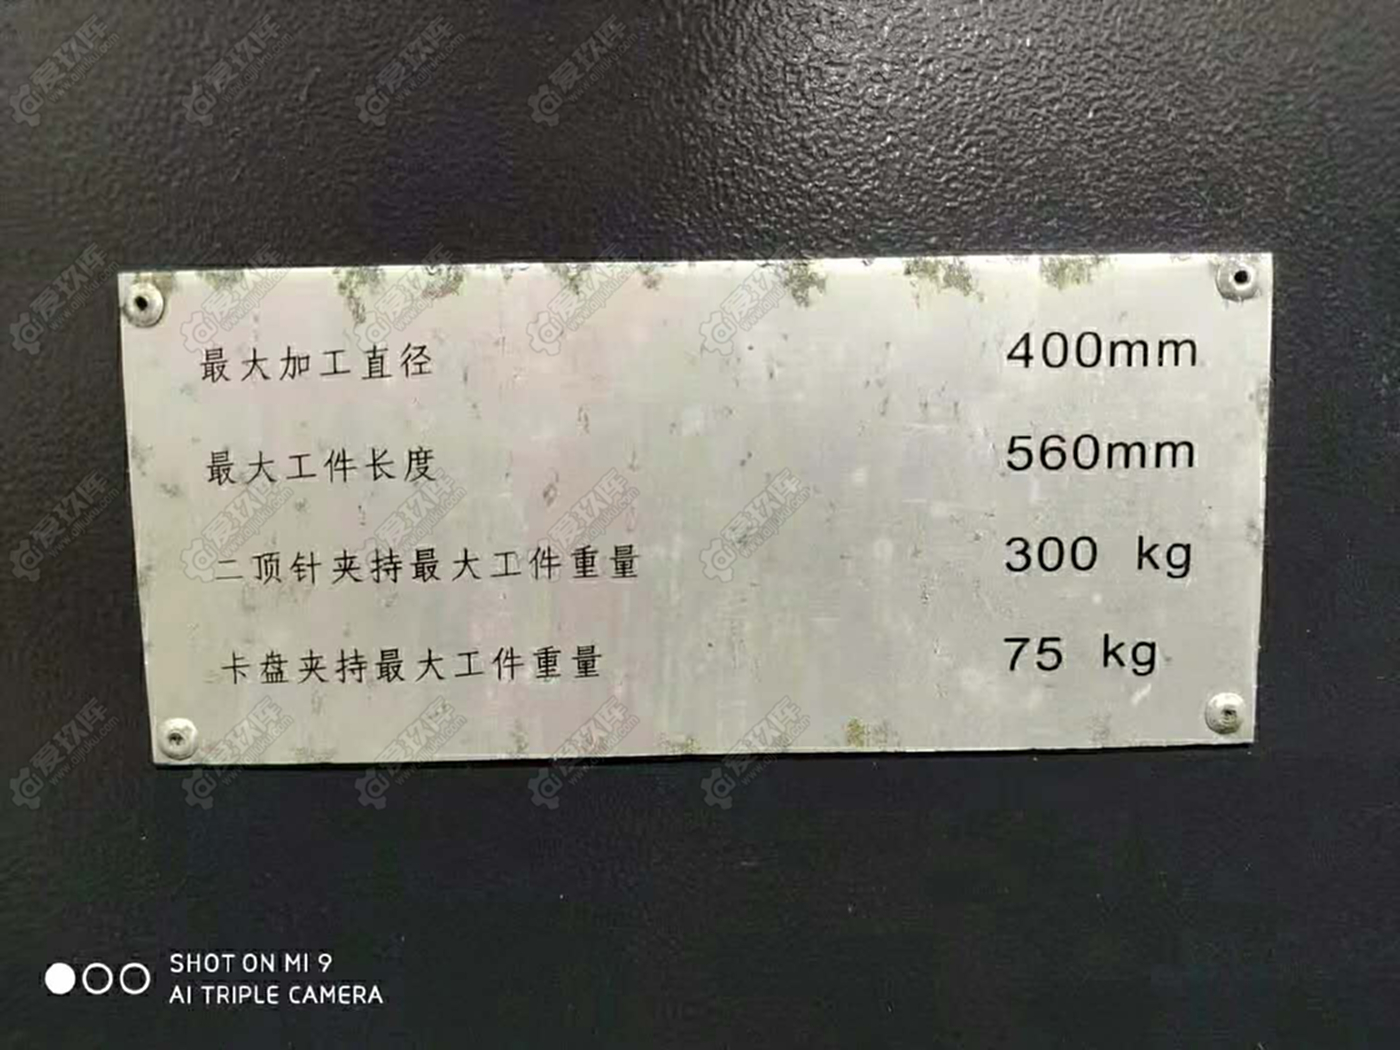 最大加工直径 400mm
最大工件长度 560mm
二顶针夹持最大工件重量 300 kg
卡盘夹持最大工件重量 75 kg
SHOT ON MI 9
AI TRIPLE CAMERA